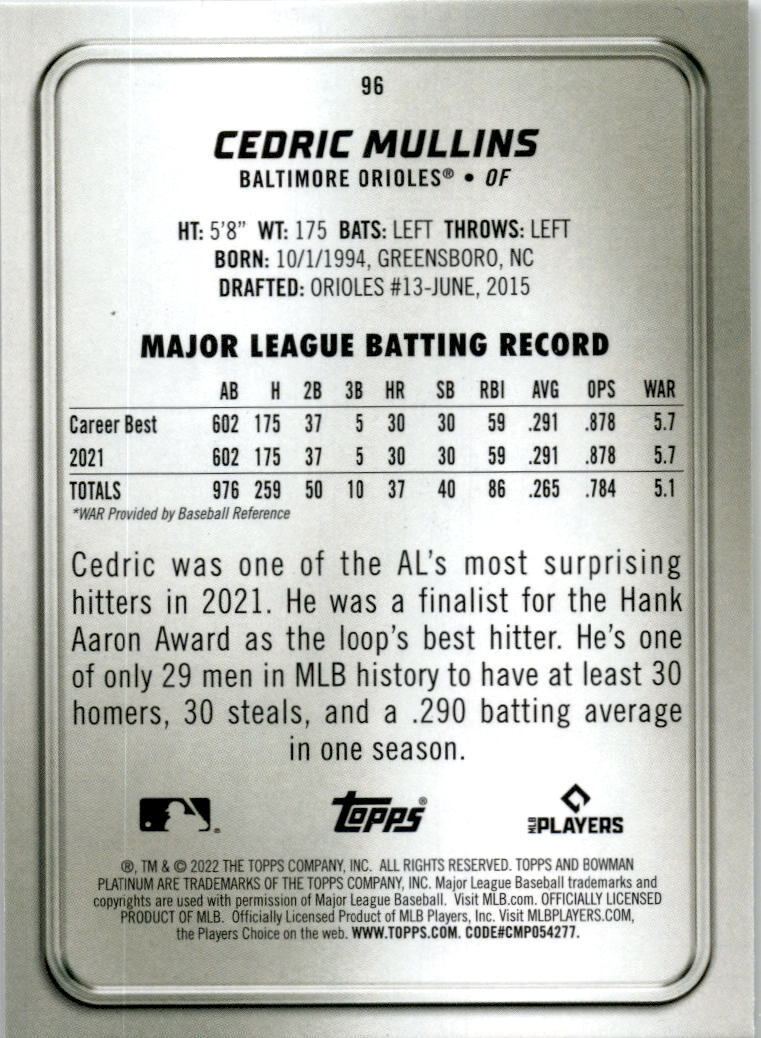 96
CEDRIC MULLINS
BALTIMORE ORIOLES® • OF
HT: 5'8" WT: 175 BATS: LEFT THROWS: LEFT
BORN: 10/1/1994, GREENSBORO, NC
DRAFTED: ORIOLES #13-JUNE, 2015
MAJOR LEAGUE BATTING RECORD
AB H 2B 3B HR SB RBI AVG OPS WAR
Career Best 602 175 37 5 30 30 59 .291 .878 5.7
2021 602 175 37 5 30 30 59 .291 .878 5.7
TOTALS 976 259 50 10 37 40 86 .265 .784 5.1
*WAR Provided by Baseball Reference
Cedric was one of the AL's most surprising
hitters in 2021. He was a finalist for the Hank
Aaron Award as the loop's best hitter. He's one
of only 29 men in MLB history to have at least 30
homers, 30 steals, and a .290 batting average
in one season.
Topps® MLB PLAYERS
®, TM & © 2022 THE TOPPS COMPANY, INC. ALL RIGHTS RESERVED. TOPPS AND BOWMAN
PLATINUM ARE TRADEMARKS OF THE TOPPS COMPANY, INC. Major League Baseball trademarks and
copyrights are used with permission of Major League Baseball. Visit MLB.com. OFFICIALLY LICENSED
PRODUCT OF MLB. Officially Licensed Product of MLB Players, Inc. Visit MLBPLAYERS.COM,
the Players Choice on the web. WWW.TOPPS.COM. CODE#CMP054277.